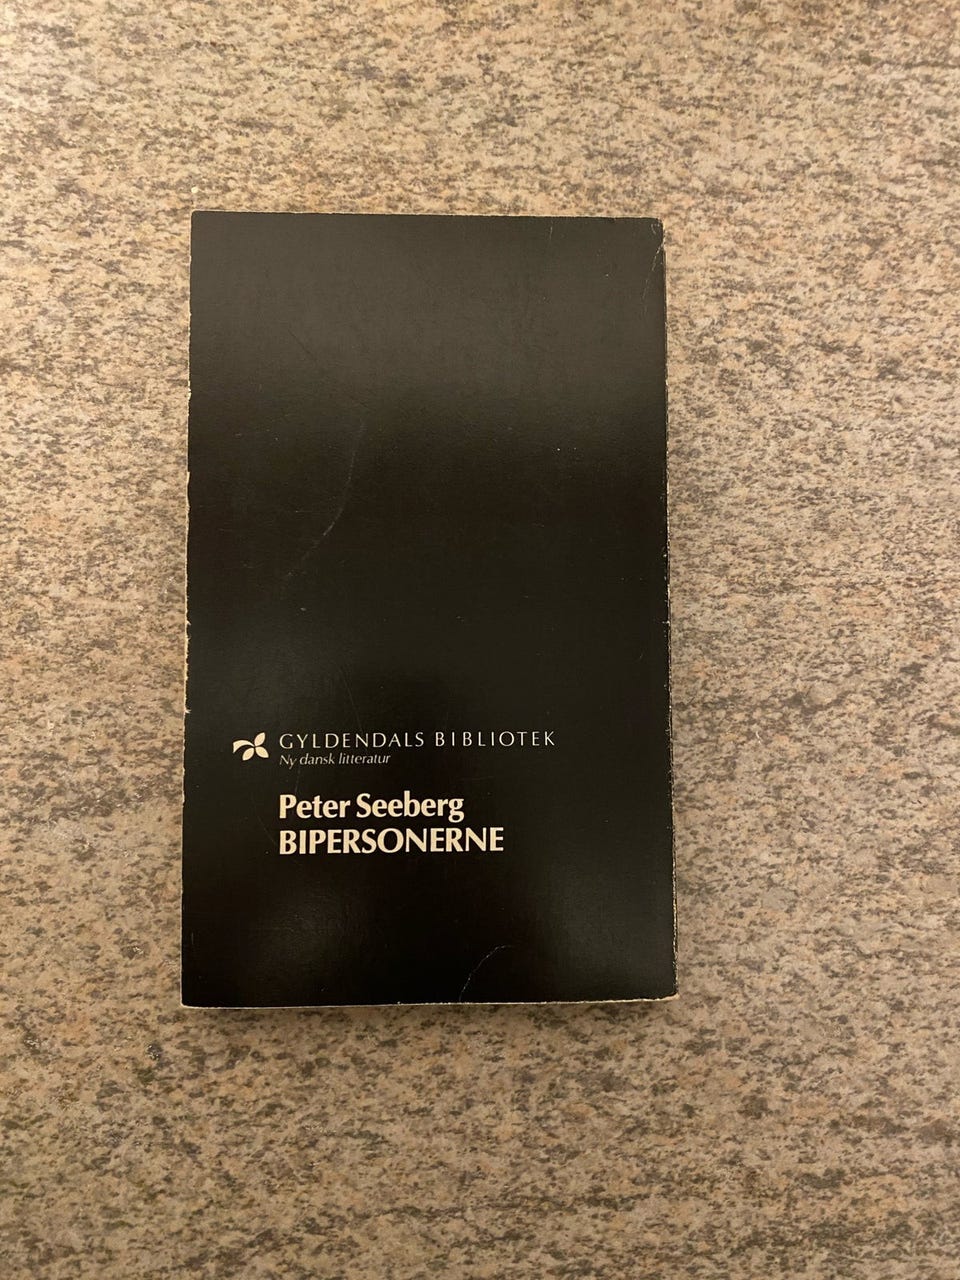 GYLDENDALS BIBLIOTEK
Ny dansk litteratur
Peter Seeberg
BIPERSONERNE